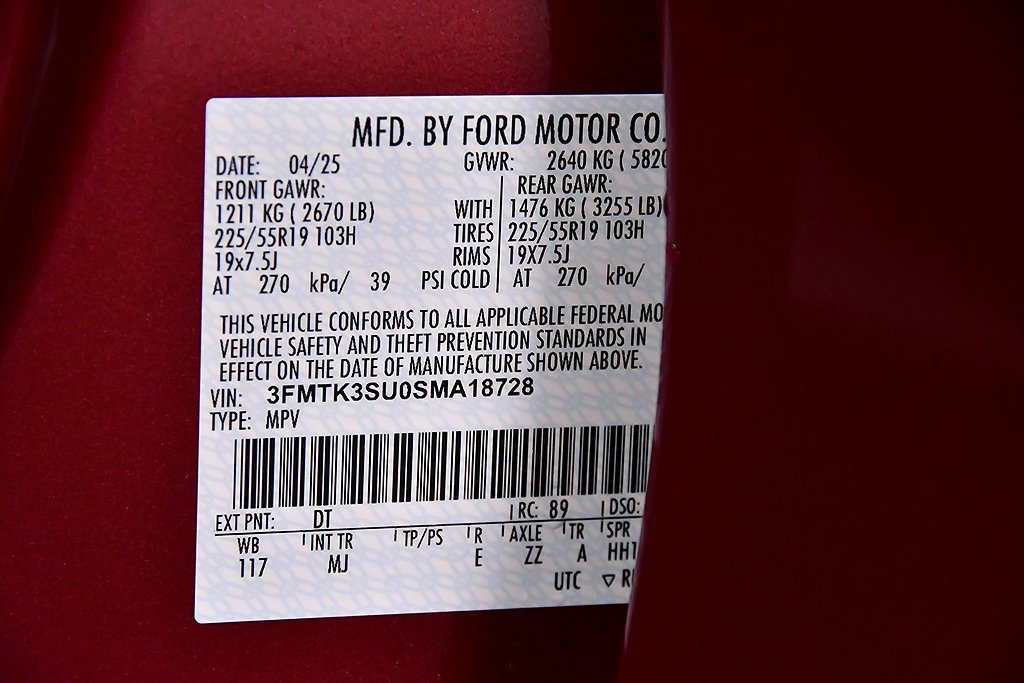 MFD. BY FORD MOTOR CO.
DATE: 04/25 GVWR: 2640 KG ( 5820
FRONT GAWR: REAR GAWR:
1211 KG ( 2670 LB) WITH 1476 KG ( 3255 LB)
225/55R19 103H TIRES 225/55R19 103H
19x7.5J RIMS 19X7.5J
AT 270 kPa/ 39 PSI COLD AT 270 kPa/
THIS VEHICLE CONFORMS TO ALL APPLICABLE FEDERAL MO
VEHICLE SAFETY AND THEFT PREVENTION STANDARDS IN
EFFECT ON THE DATE OF MANUFACTURE SHOWN ABOVE.
VIN: 3FMTK3SU0SMA18728
TYPE: MPV
EXT PNT: DT RC: 89 DSO:
WB INT TR TP/PS R AXLE TR SPR
117 MJ E ZZ A HH1
UTC ▽